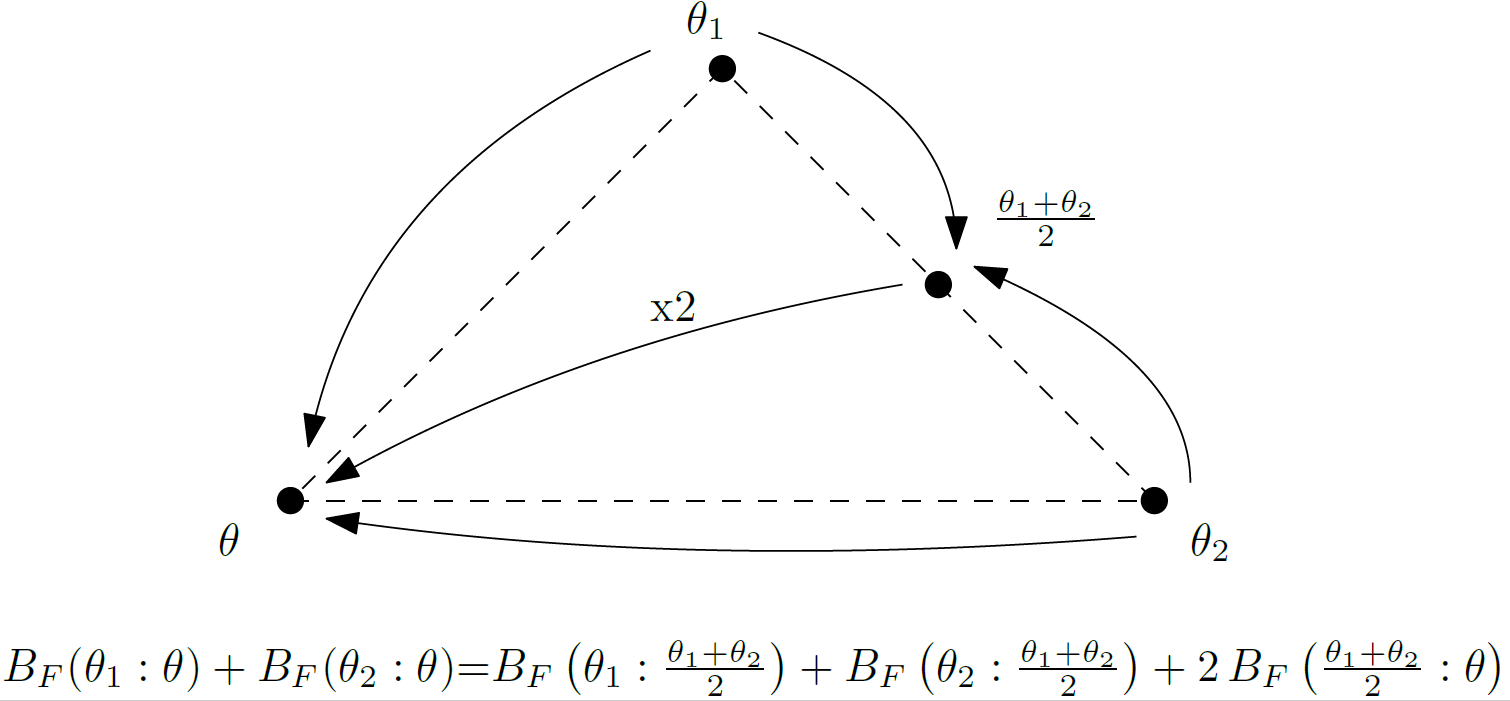 θ₁
(θ₁+θ₂)/2
x2
θ
θ₂
B_F(θ₁ : θ) + B_F(θ₂ : θ)=B_F(θ₁ : (θ₁+θ₂)/2) + B_F(θ₂ : (θ₁+θ₂)/2) + 2 B_F((θ₁+θ₂)/2 : θ)